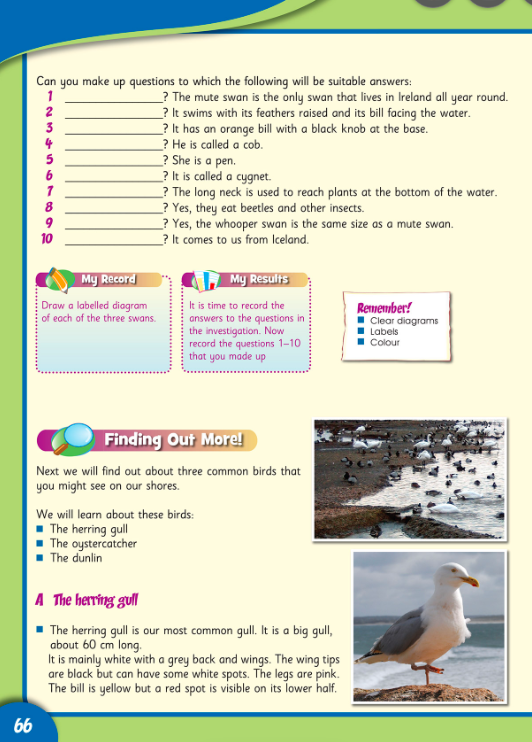 Can you make up questions to which the following will be suitable answers:
1 ________________? The mute swan is the only swan that lives in Ireland all year round.
2 ________________? It swims with its feathers raised and its bill facing the water.
3 ________________? It has an orange bill with a black knob at the base.
4 ________________? He is called a cob.
5 ________________? She is a pen.
6 ________________? It is called a cygnet.
7 ________________? The long neck is used to reach plants at the bottom of the water.
8 ________________? Yes, they eat beetles and other insects.
9 ________________? Yes, the whooper swan is the same size as a mute swan.
10 ________________? It comes to us from Iceland.
My Record
Draw a labelled diagram
of each of the three swans.
My Results
It is time to record the
answers to the questions in
the investigation. Now
record the questions 1–10
that you made up
Remember!
Clear diagrams
Labels
Colour
Finding Out More!
Next we will find out about three common birds that
you might see on our shores.
We will learn about these birds:
The herring gull
The oystercatcher
The dunlin
A The herring gull
The herring gull is our most common gull. It is a big gull,
about 60 cm long.
It is mainly white with a grey back and wings. The wing tips
are black but can have some white spots. The legs are pink.
The bill is yellow but a red spot is visible on its lower half.
66